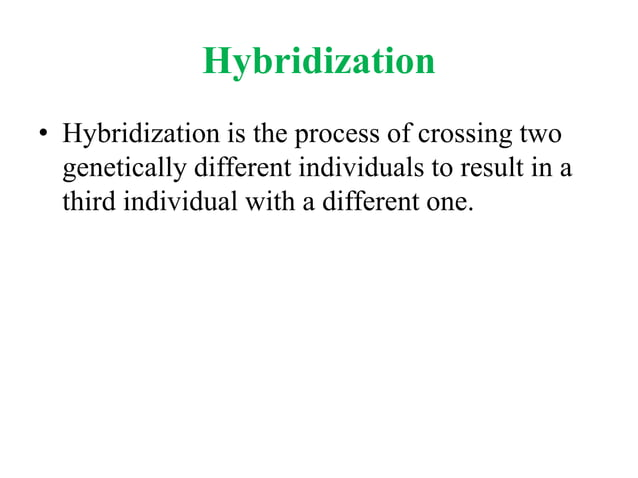 Hybridization
• Hybridization is the process of crossing two
genetically different individuals to result in a
third individual with a different one.